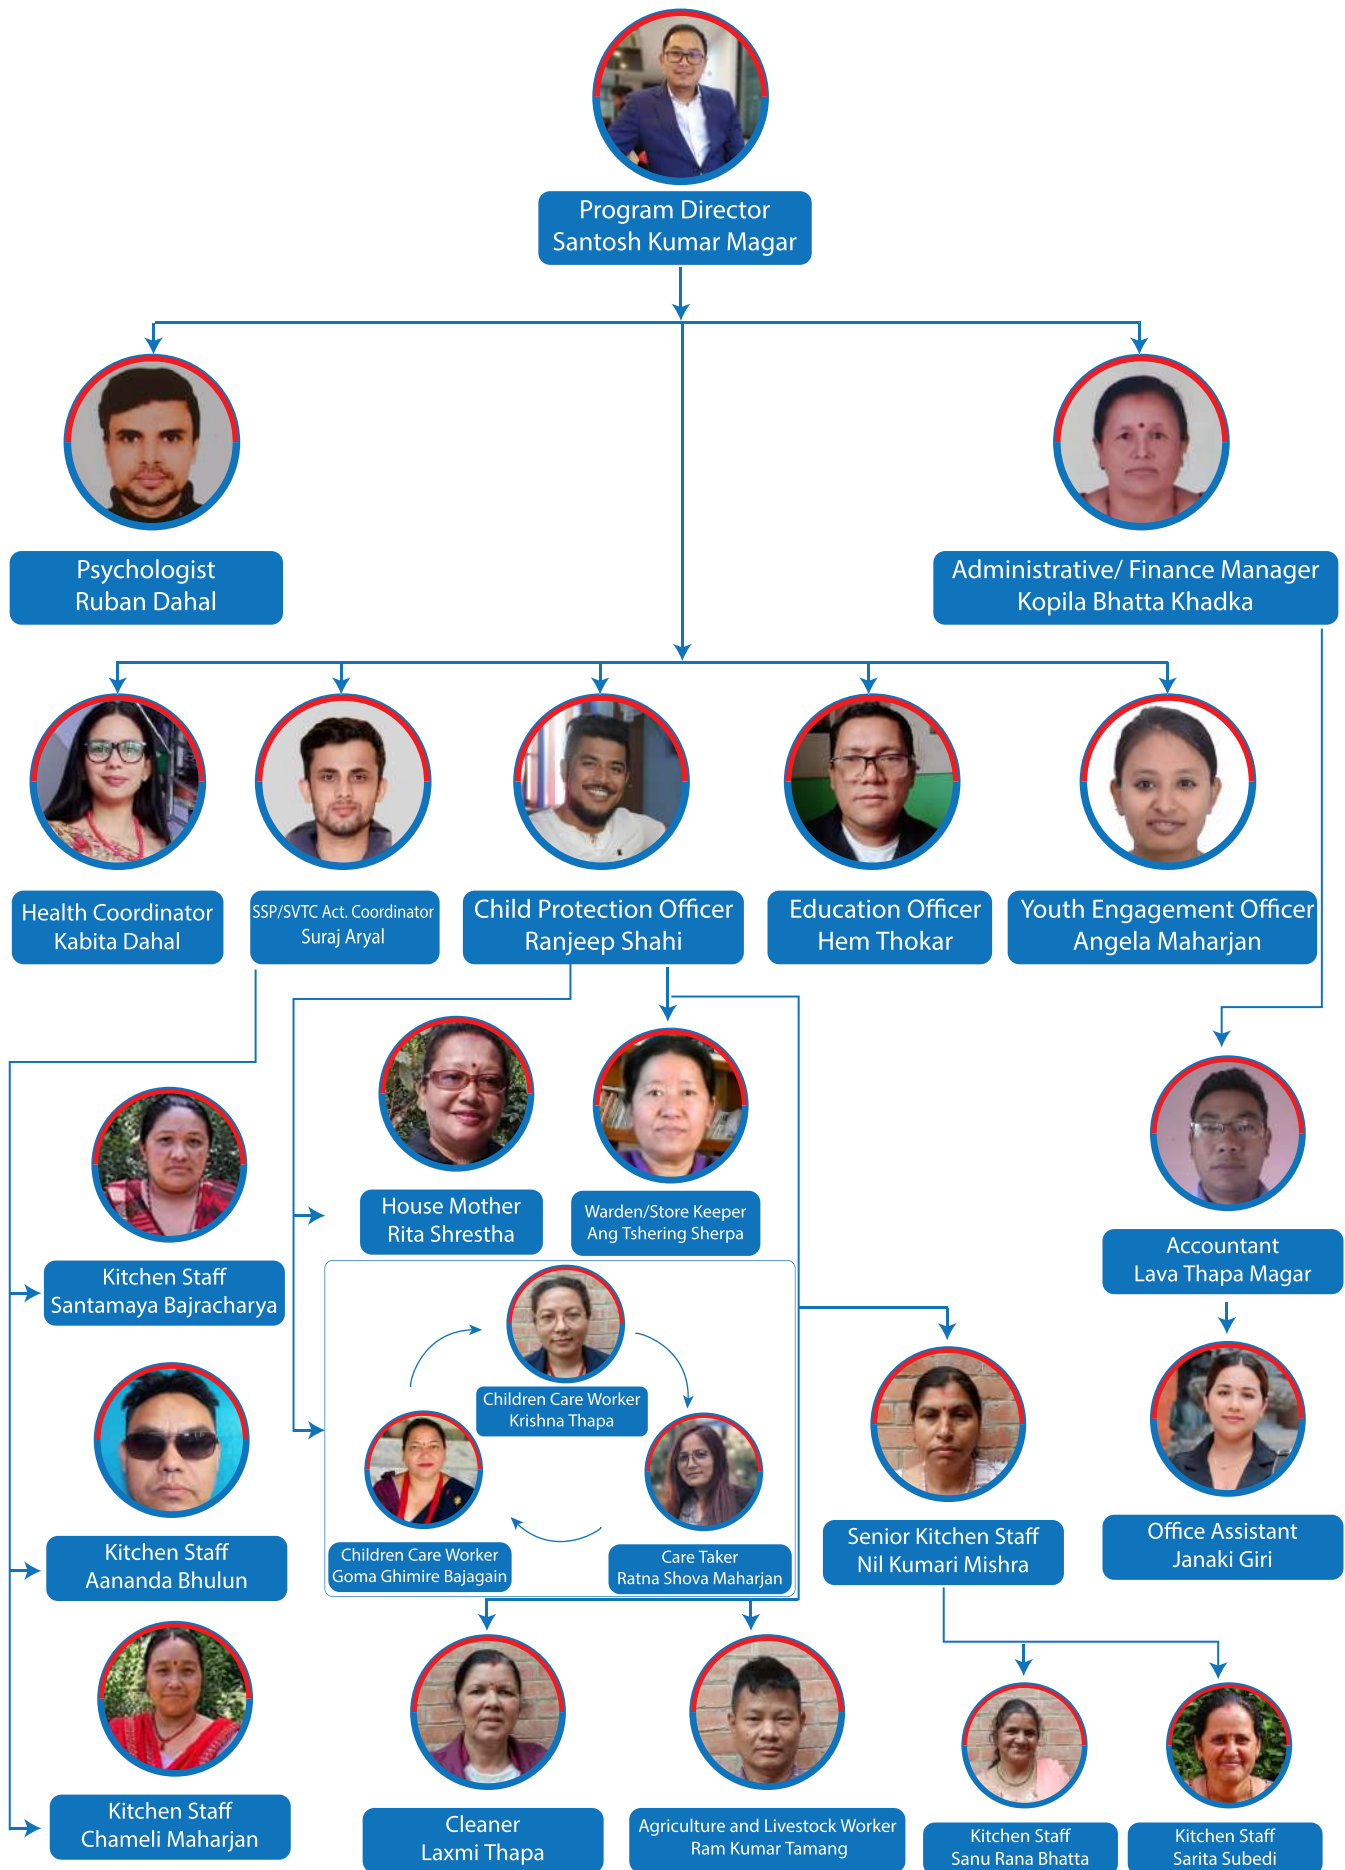 Program Director
Santosh Kumar Magar
Psychologist
Ruban Dahal
Administrative/ Finance Manager
Kopila Bhatta Khadka
Health Coordinator
Kabita Dahal
SSP/SVTC Act. Coordinator
Suraj Aryal
Child Protection Officer
Ranjeep Shahi
Education Officer
Hem Thokar
Youth Engagement Officer
Angela Maharjan
House Mother
Rita Shrestha
Warden/Store Keeper
Ang Tshering Sherpa
Accountant
Lava Thapa Magar
Kitchen Staff
Santamaya Bajracharya
Children Care Worker
Krishna Thapa
Children Care Worker
Goma Ghimire Bajagain
Care Taker
Ratna Shova Maharjan
Senior Kitchen Staff
Nil Kumari Mishra
Office Assistant
Janaki Giri
Kitchen Staff
Aananda Bhulun
Kitchen Staff
Chameli Maharjan
Cleaner
Laxmi Thapa
Agriculture and Livestock Worker
Ram Kumar Tamang
Kitchen Staff
Sanu Rana Bhatta
Kitchen Staff
Sarita Subedi